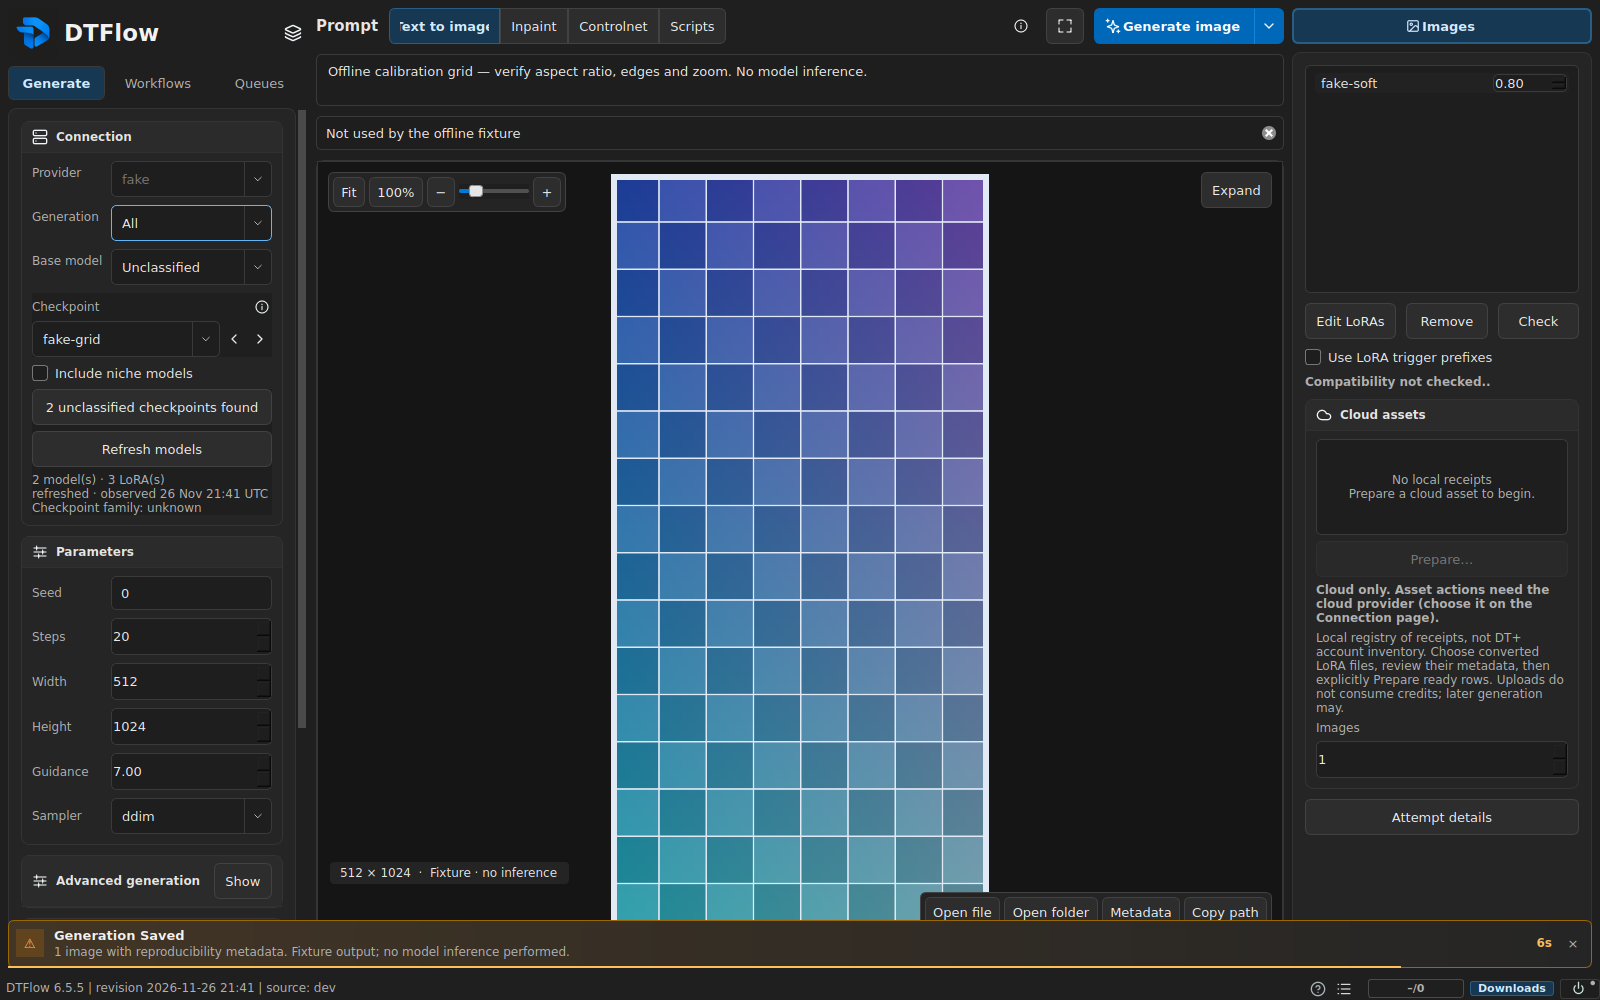 DTFlow
Generate
Workflows
Queues
Connection
Provider
fake
Generation
All
Base model
Unclassified
Checkpoint
fake-grid
Include niche models
2 unclassified checkpoints found
Refresh models
2 model(s) · 3 LoRA(s)
refreshed · observed 26 Nov 21:41 UTC
Checkpoint family: unknown
Parameters
Seed
0
Steps
20
Width
512
Height
1024
Guidance
7.00
Sampler
ddim
Advanced generation
Show
Prompt
Text to image
Inpaint
Controlnet
Scripts
Generate image
Offline calibration grid — verify aspect ratio, edges and zoom. No model inference.
Not used by the offline fixture
Fit
100%
−
+
Expand
512 × 1024 · Fixture · no inference
Open file
Open folder
Metadata
Copy path
Images
fake-soft
0.80
Edit LoRAs
Remove
Check
Use LoRA trigger prefixes
Compatibility not checked..
Cloud assets
No local receipts
Prepare a cloud asset to begin.
Prepare...
Cloud only. Asset actions need the
cloud provider (choose it on the
Connection page).
Local registry of receipts, not DT+
account inventory. Choose converted
LoRA files, review their metadata, then
explicitly Prepare ready rows. Uploads do
not consume credits; later generation
may.
Images
1
Attempt details
Generation Saved
1 image with reproducibility metadata. Fixture output; no model inference performed.
6s
DTFlow 6.5.5 | revision 2026-11-26 21:41 | source: dev
-/0
Downloads